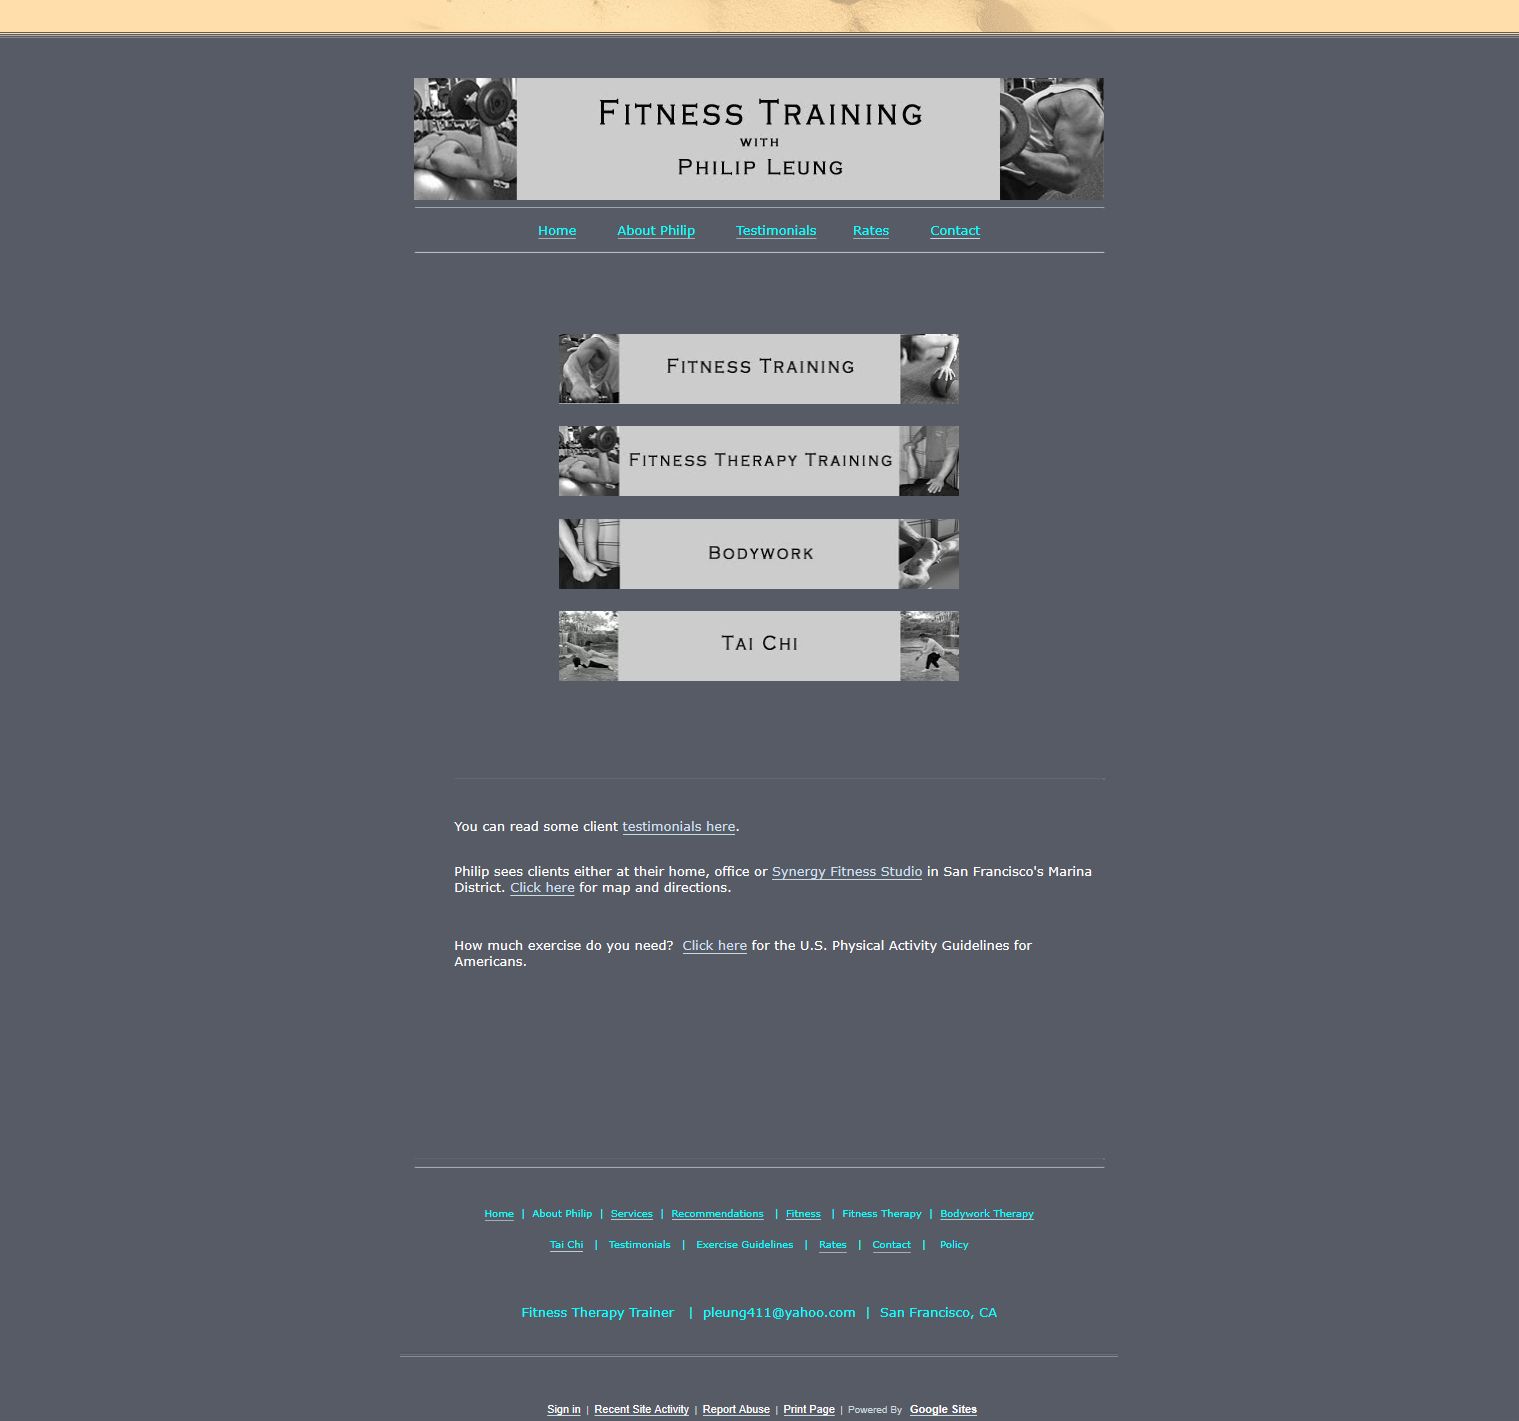 Fitness Training
with
Philip Leung
Home About Philip Testimonials Rates Contact
Fitness Training
Fitness Therapy Training
Bodywork
Tai Chi
You can read some client testimonials here.
Philip sees clients either at their home, office or Synergy Fitness Studio in San Francisco's Marina
District. Click here for map and directions.
How much exercise do you need? Click here for the U.S. Physical Activity Guidelines for
Americans.
Home | About Philip | Services | Recommendations | Fitness | Fitness Therapy | Bodywork Therapy
Tai Chi | Testimonials | Exercise Guidelines | Rates | Contact | Policy
Fitness Therapy Trainer | pleung411@yahoo.com | San Francisco, CA
Sign in | Recent Site Activity | Report Abuse | Print Page | Powered By Google Sites